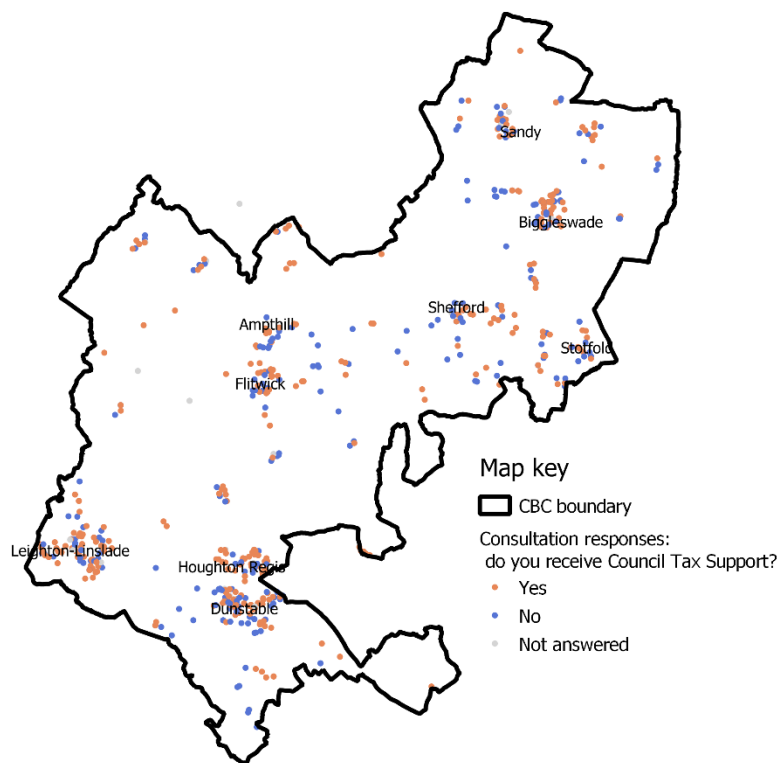 Sandy
Biggleswade
Shefford
Ampthill
Stotfold
Flitwick
Map key
CBC boundary
Consultation responses:
do you receive Council Tax Support?
Leighton-Linslade
Houghton Regis
Yes
Dunstable
No
Not answered